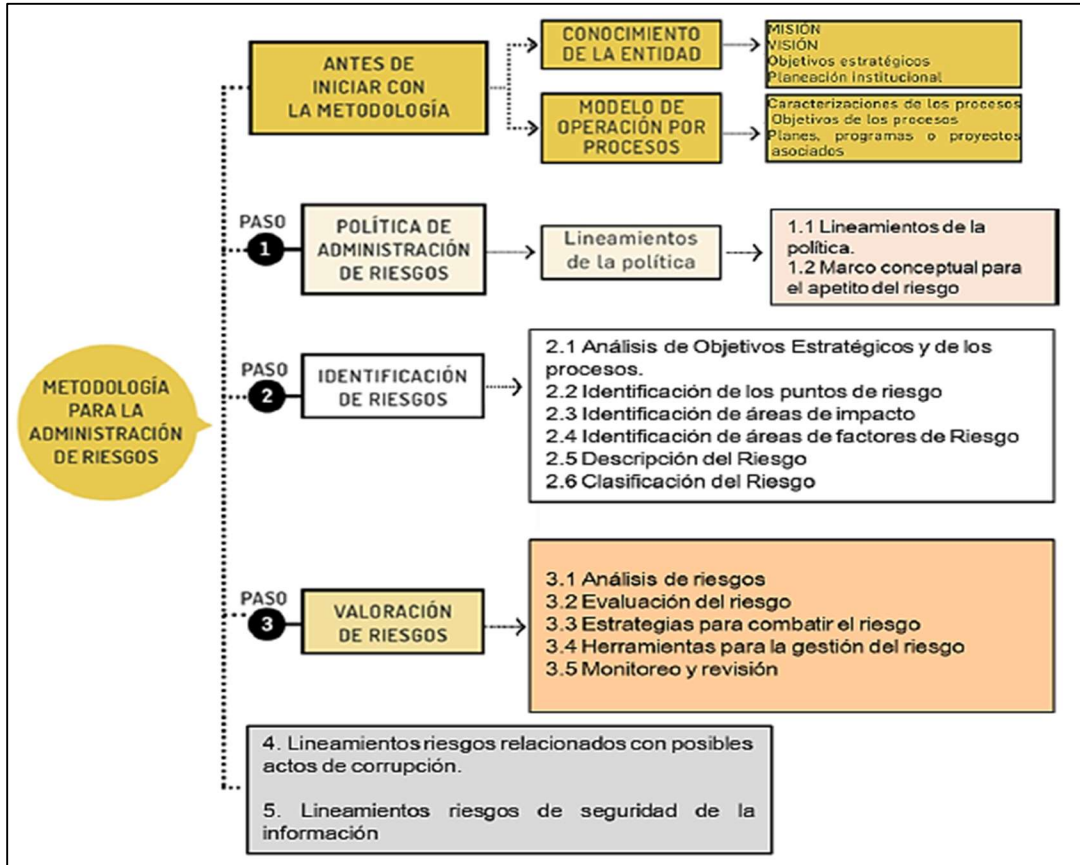 ANTES DE
INICIAR CON
LA METODOLOGÍA
CONOCIMIENTO
DE LA ENTIDAD
MISIÓN
VISIÓN
Objetivos estratégicos
Planeación institucional
MODELO DE
OPERACIÓN POR
PROCESOS
Caracterizaciones de los procesos
Objetivos de los procesos
Planes, programas o proyectos
asociados
PASO
1
POLÍTICA DE
ADMINISTRACIÓN
DE RIESGOS
Lineamientos
de la política
1.1 Lineamientos de la
política.
1.2 Marco conceptual para
el apetito del riesgo
METODOLOGÍA
PARA LA
ADMINISTRACIÓN
DE RIESGOS
PASO
2
IDENTIFICACIÓN
DE RIESGOS
2.1 Análisis de Objetivos Estratégicos y de los
procesos.
2.2 Identificación de los puntos de riesgo
2.3 Identificación de áreas de impacto
2.4 Identificación de áreas de factores de Riesgo
2.5 Descripción del Riesgo
2.6 Clasificación del Riesgo
PASO
3
VALORACIÓN
DE RIESGOS
3.1 Análisis de riesgos
3.2 Evaluación del riesgo
3.3 Estrategias para combatir el riesgo
3.4 Herramientas para la gestión del riesgo
3.5 Monitoreo y revisión
4. Lineamientos riesgos relacionados con posibles
actos de corrupción.
5. Lineamientos riesgos de seguridad de la
información